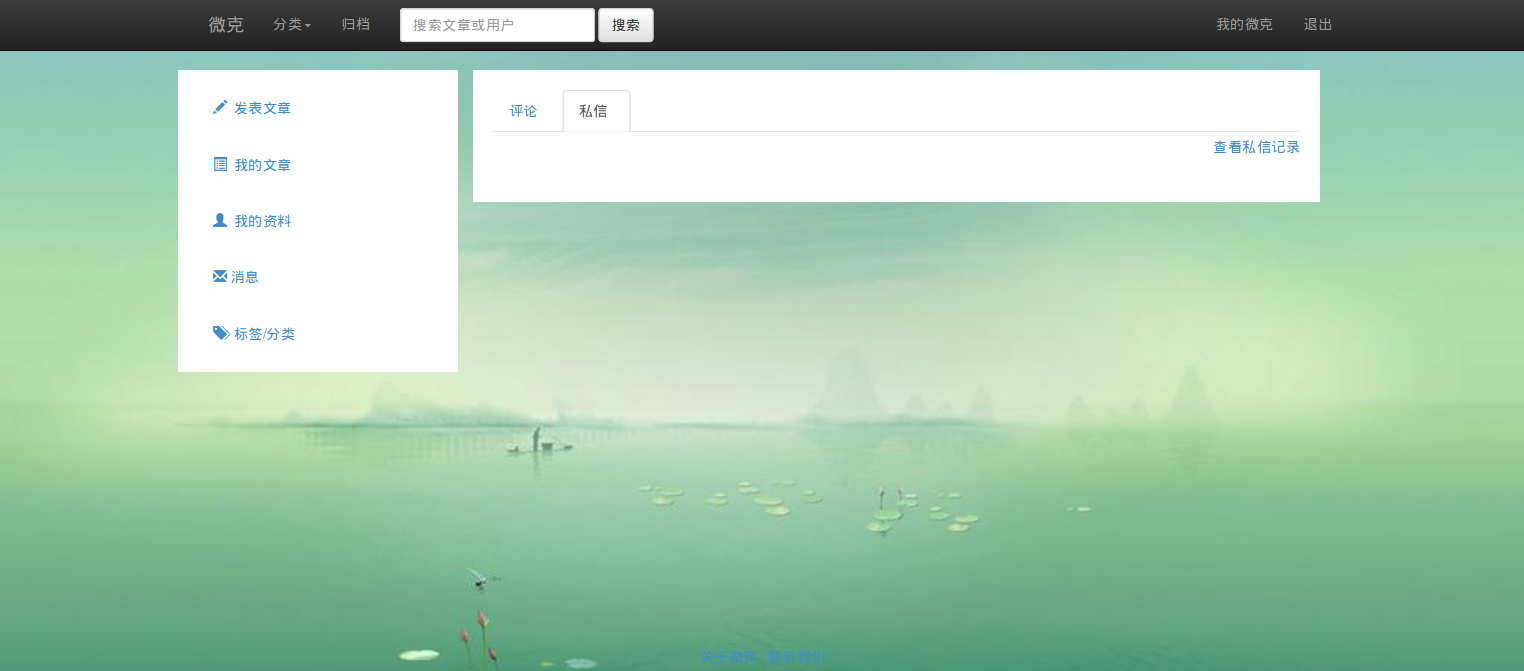 微克 分类 归档 搜索文章或用户 搜索 我的微克 退出
发表文章
我的文章
我的资料
消息
标签/分类
评论 私信
查看私信记录
关于微克 联系我们